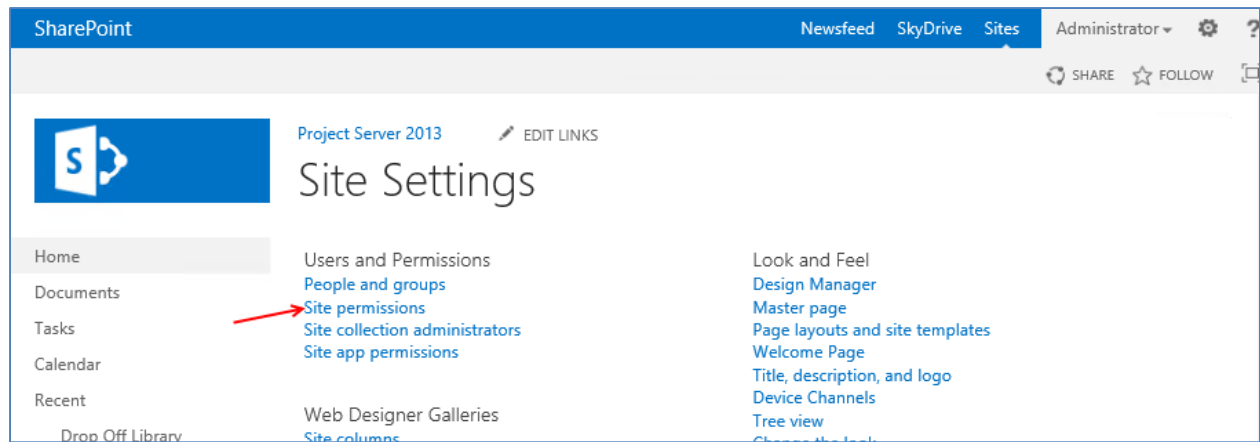 SharePoint
Newsfeed SkyDrive Sites Administrator ?
SHARE FOLLOW
S
Project Server 2013 EDIT LINKS
Site Settings
Home
Documents
Tasks
Calendar
Recent
Drop Off Library
Users and Permissions
People and groups
Site permissions
Site collection administrators
Site app permissions
Web Designer Galleries
Site columns
Look and Feel
Design Manager
Master page
Page layouts and site templates
Welcome Page
Title, description, and logo
Device Channels
Tree view
Change the look